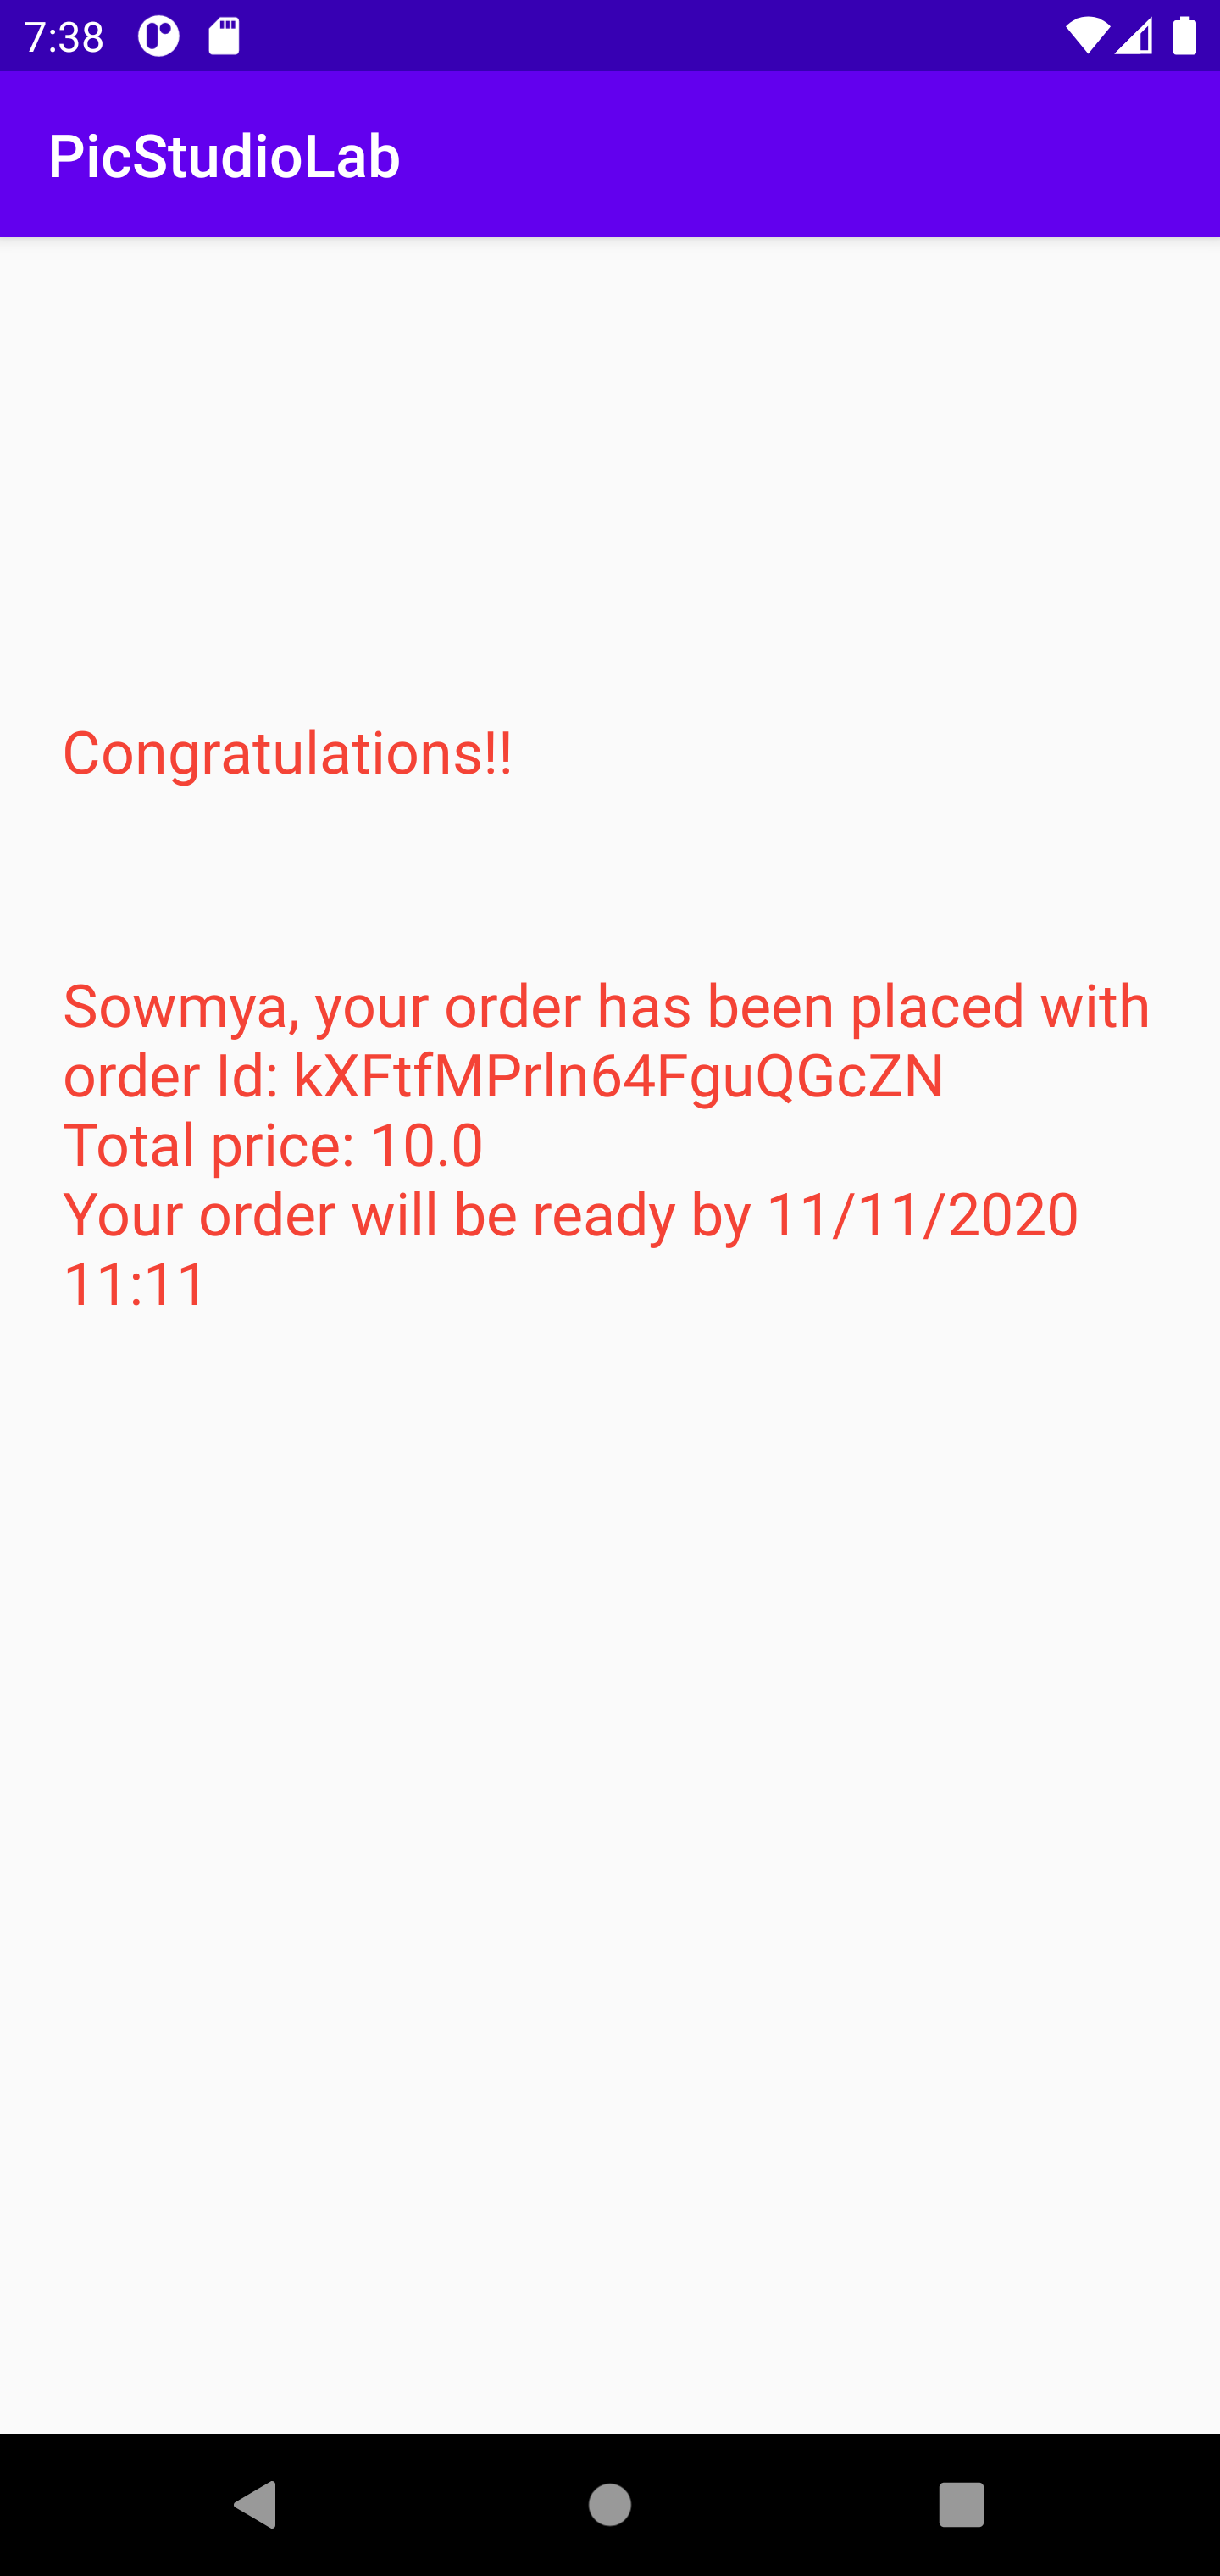 7:38
PicStudioLab
Congratulations!!
Sowmya, your order has been placed with
order Id: kXFtfMPrln64FguQGcZN
Total price: 10.0
Your order will be ready by 11/11/2020
11:11